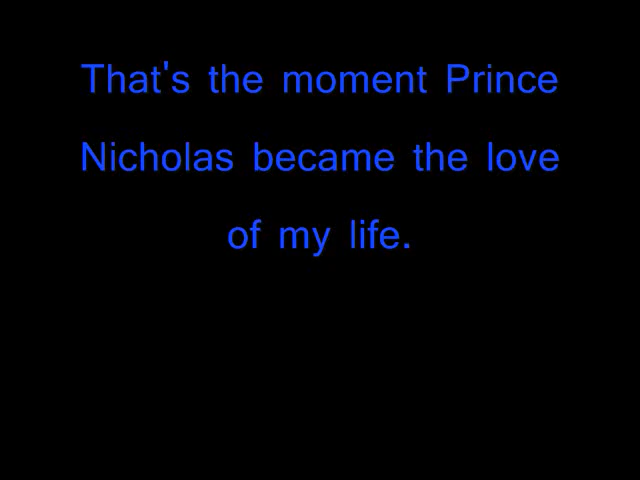 That's the moment Prince
Nicholas became the love
of my life.